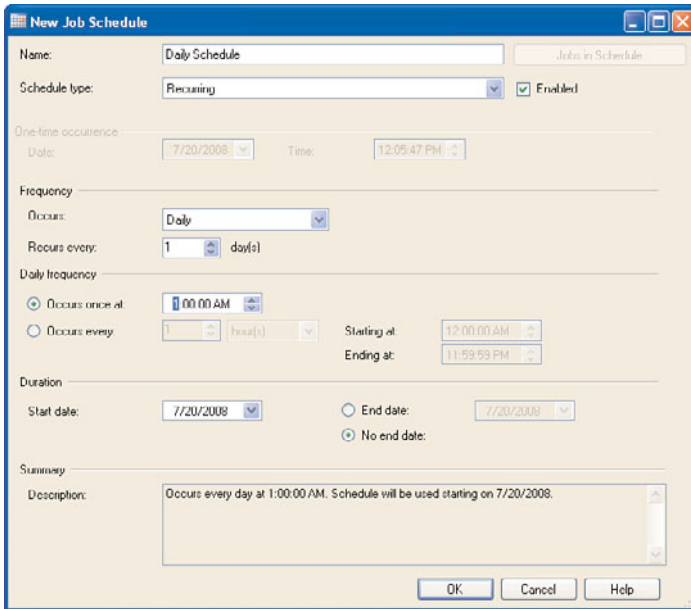 New Job Schedule
Name: Daily Schedule Jobs in Schedule
Schedule type: Recurring Enabled
One-time occurrence
Date: 7/20/2008 Time: 12:05:47 PM
Frequency
Occurs: Daily
Recurs every: 1 day(s)
Daily frequency
Occurs once at: 1:00:00 AM
Occurs every: 1 hour(s) Starting at: 12:00:00 AM
Ending at: 11:59:59 PM
Duration
Start date: 7/20/2008 End date: 7/20/2008
No end date:
Summary
Description: Occurs every day at 1:00:00 AM. Schedule will be used starting on 7/20/2008.
OK Cancel Help